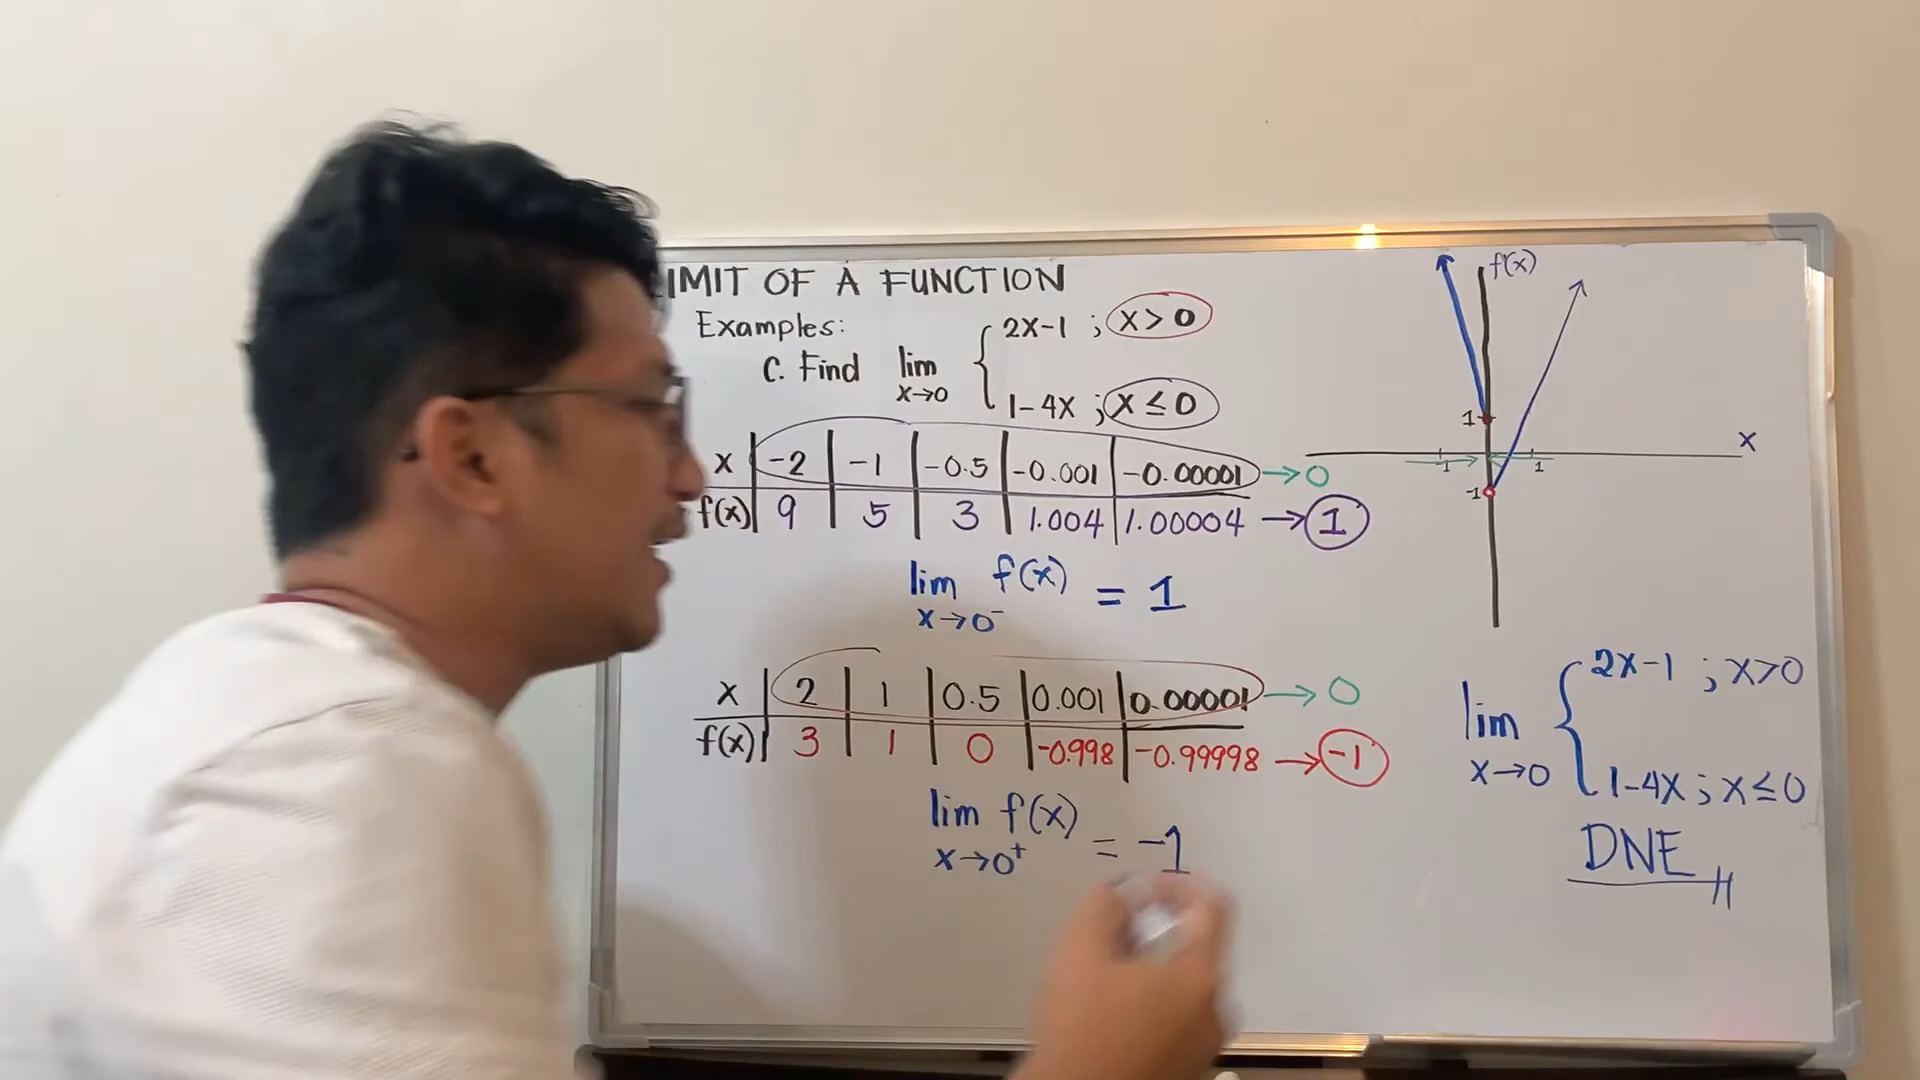 IMIT OF A FUNCTION
Examples:
C. Find lim x→0 { 2x-1 ; x > 0
1-4x ; x ≤ 0
x | -2 | -1 | -0.5 | -0.001 | -0.00001 → 0
f(x) | 9 | 5 | 3 | 1.004 | 1.00004 → 1
lim f(x) = 1
x→0⁻
x | 2 | 1 | 0.5 | 0.001 | 0.00001 → 0
f(x) | 3 | 1 | 0 | -0.998 | -0.99998 → -1
lim f(x) = -1
x→0⁺
f(x)
x
1
-1 1
-1
lim x→0 { 2x-1 ; x>0
1-4x ; x≤0
DNE